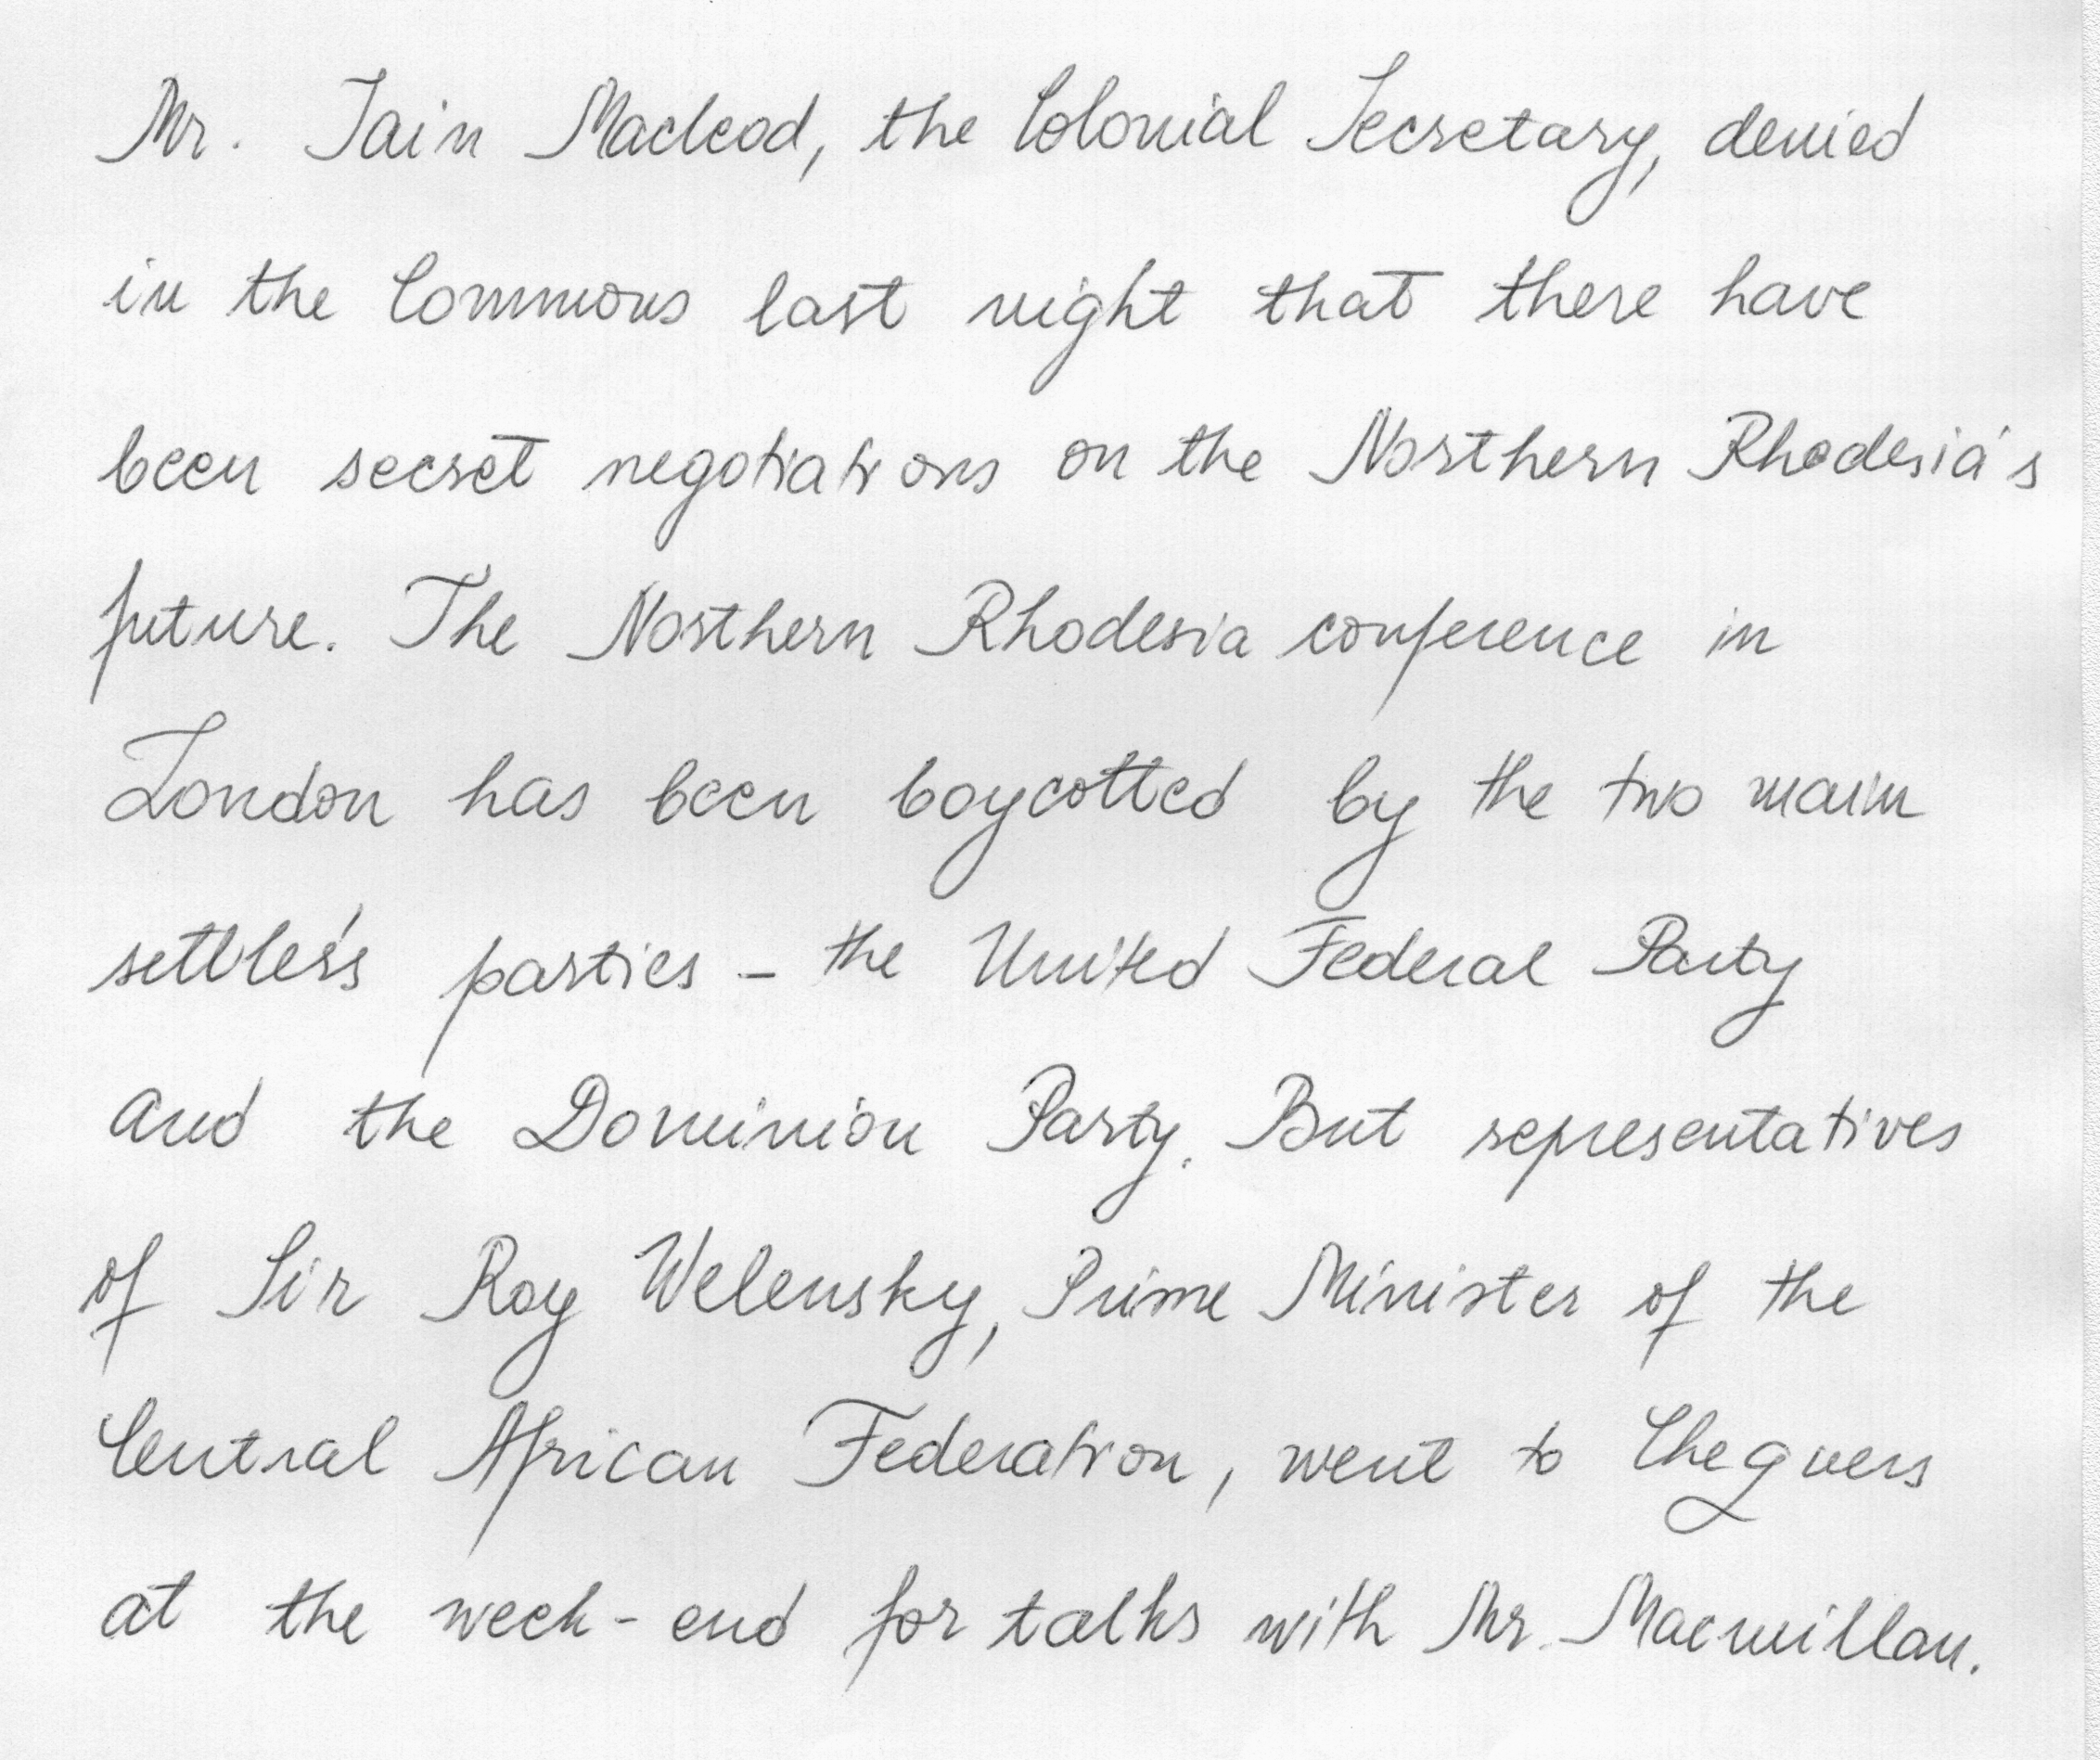 Mr. Iain Macleod, the Colonial Secretary, denied
in the Commons last night that there have
been secret negotiations on the Northern Rhodesia's
future. The Northern Rhodesia conference in
London has been boycotted by the two main
settler's parties - the United Federal Party
and the Dominion Party. But representatives
of Sir Roy Welensky, Prime Minister of the
Central African Federation, went to Chequers
at the week-end for talks with Mr. Macmillan.